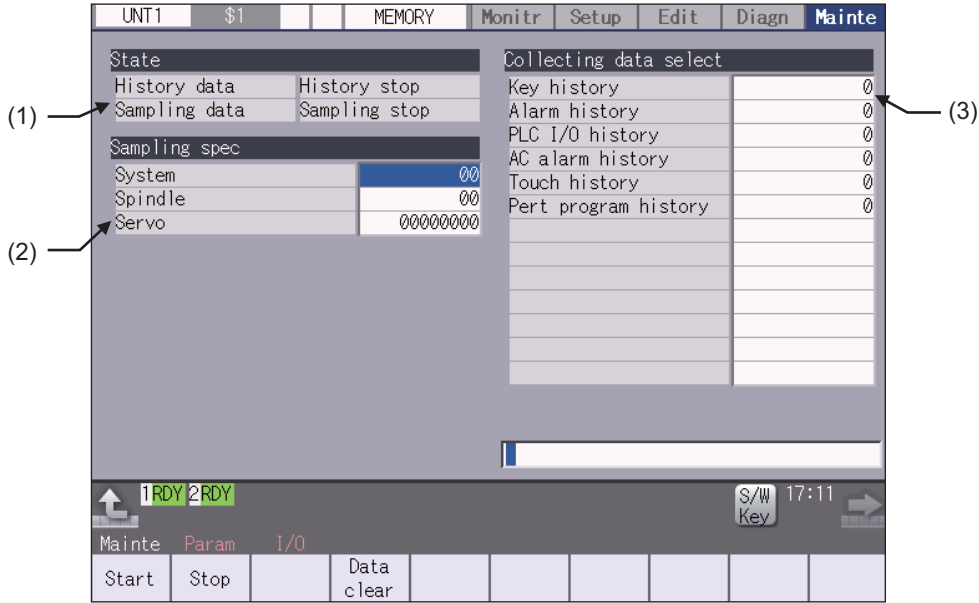 UNT1 $1 MEMORY Monitr Setup Edit Diagn Mainte
State
History data History stop
Sampling data Sampling stop
(1)
Sampling spec
System 00
Spindle 00
Servo 00000000
(2)
Collecting data select
Key history 0
Alarm history 0
(3)
PLC I/O history 0
AC alarm history 0
Touch history 0
Pert program history 0
1RDY 2RDY
S/W Key 17:11
Mainte Param I/O
Start Stop Data clear